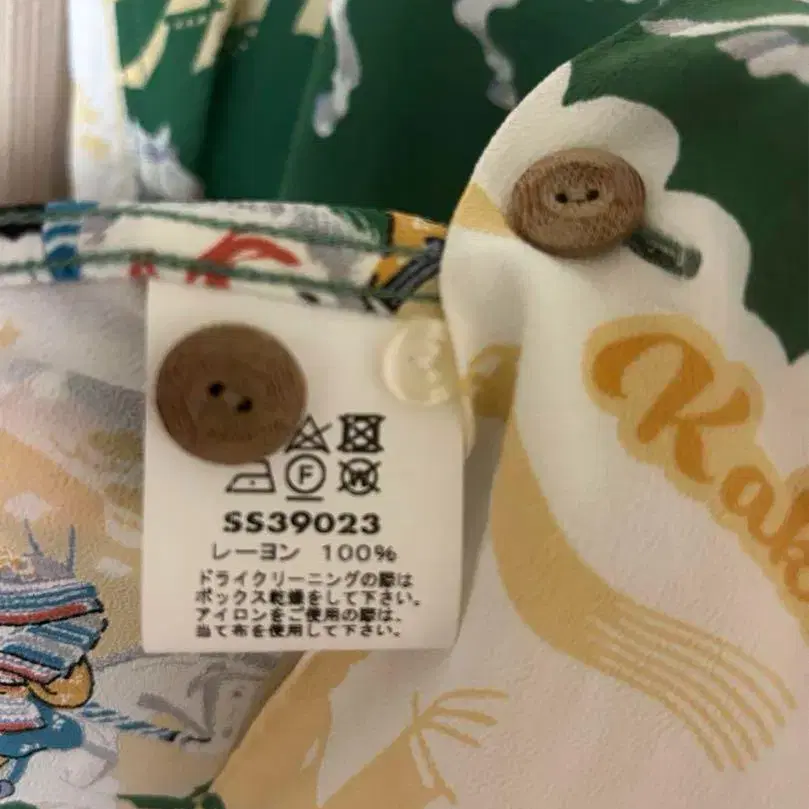 Kak
F
W
SS39023
レーヨン 100%
ドライクリーニングの際は
ボックス乾燥をして下さい。
アイロンをご使用の際は、
当て布を使用して下さい。